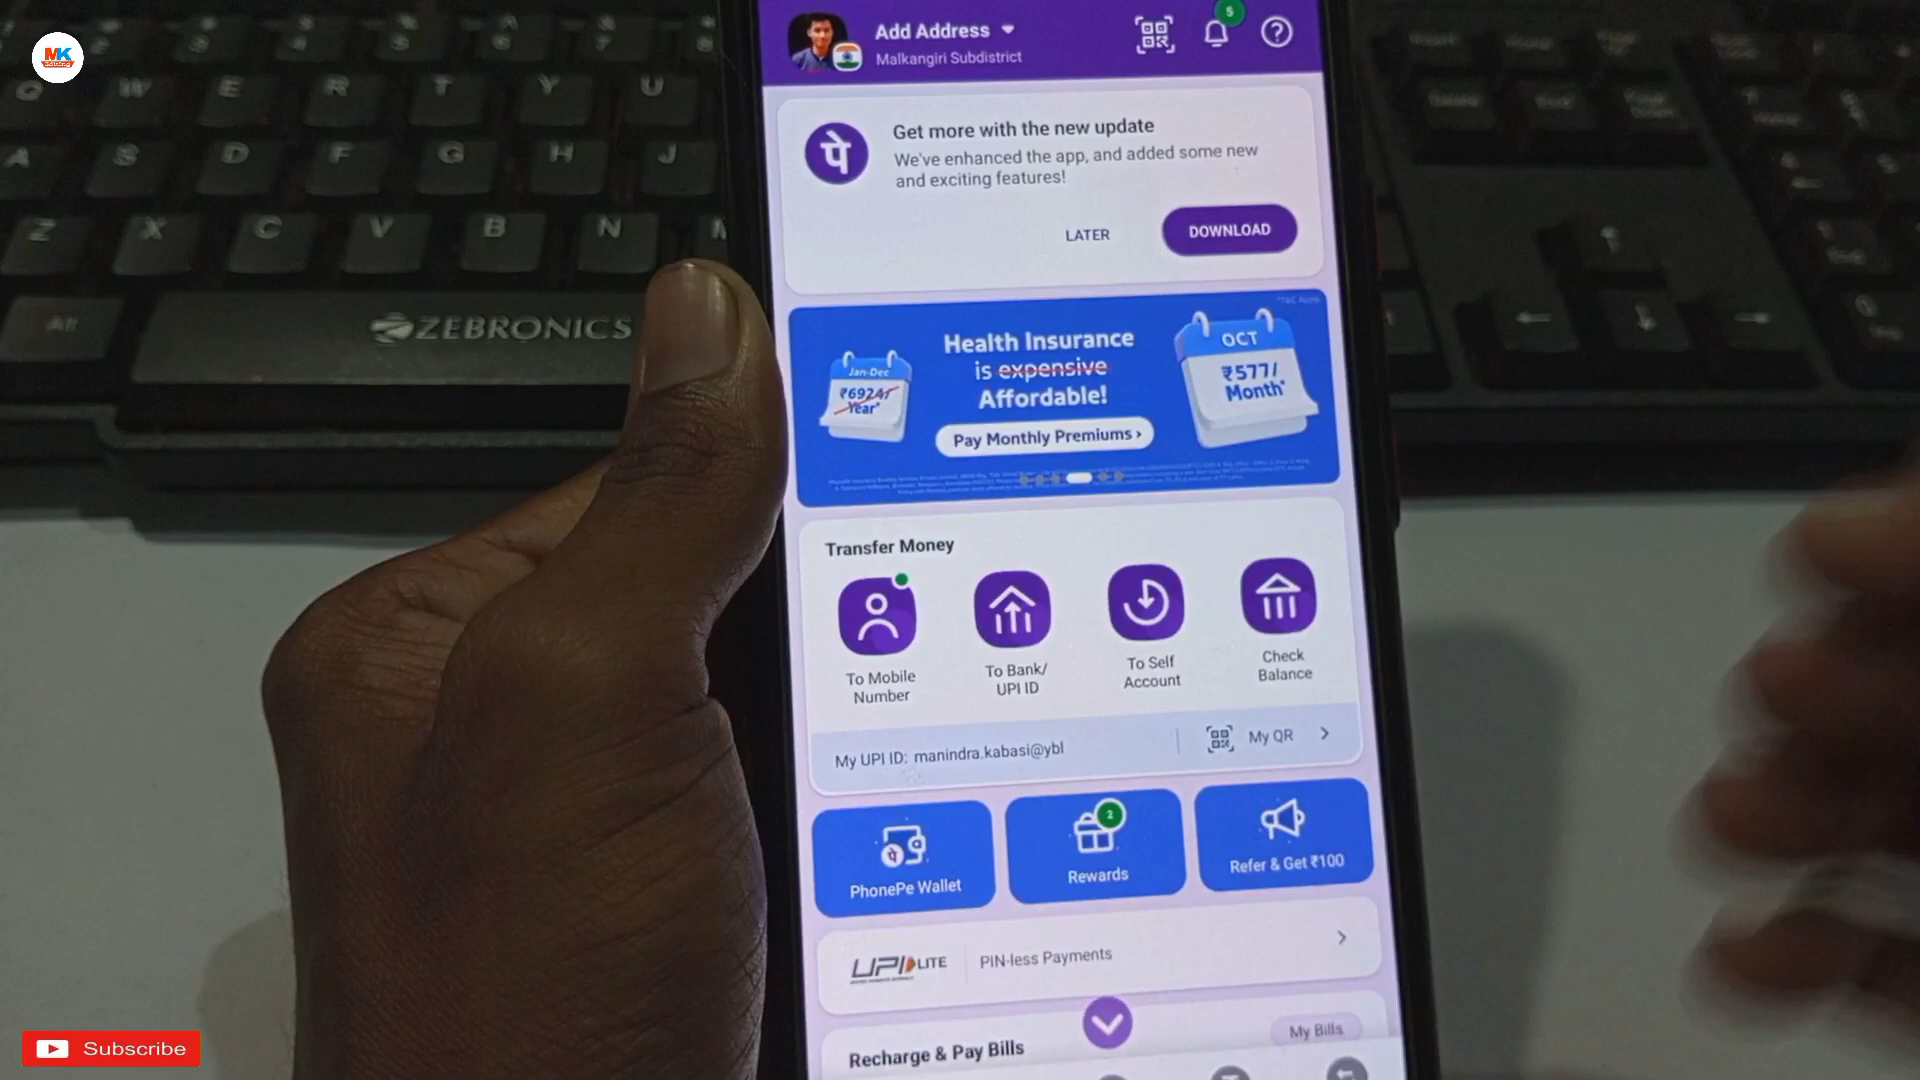 MK
Q W E R T Y U
A S D F G H J
Z X C V B N
Alt
ZEBRONICS
Add Address
Malkangiri Subdistrict
5
पे
Get more with the new update
We've enhanced the app, and added some new
and exciting features!
LATER
DOWNLOAD
*T&C Apply
Health Insurance
is expensive
Affordable!
Pay Monthly Premiums ›
Jan-Dec
₹6924/
Year*
OCT
₹577/
Month*
Transfer Money
To Mobile
Number
To Bank/
UPI ID
To Self
Account
Check
Balance
My UPI ID: manindra.kabasi@ybl
My QR
पे
PhonePe Wallet
2
Rewards
Refer & Get ₹100
UPI LITE
PIN-less Payments
Recharge & Pay Bills
My Bills
Subscribe